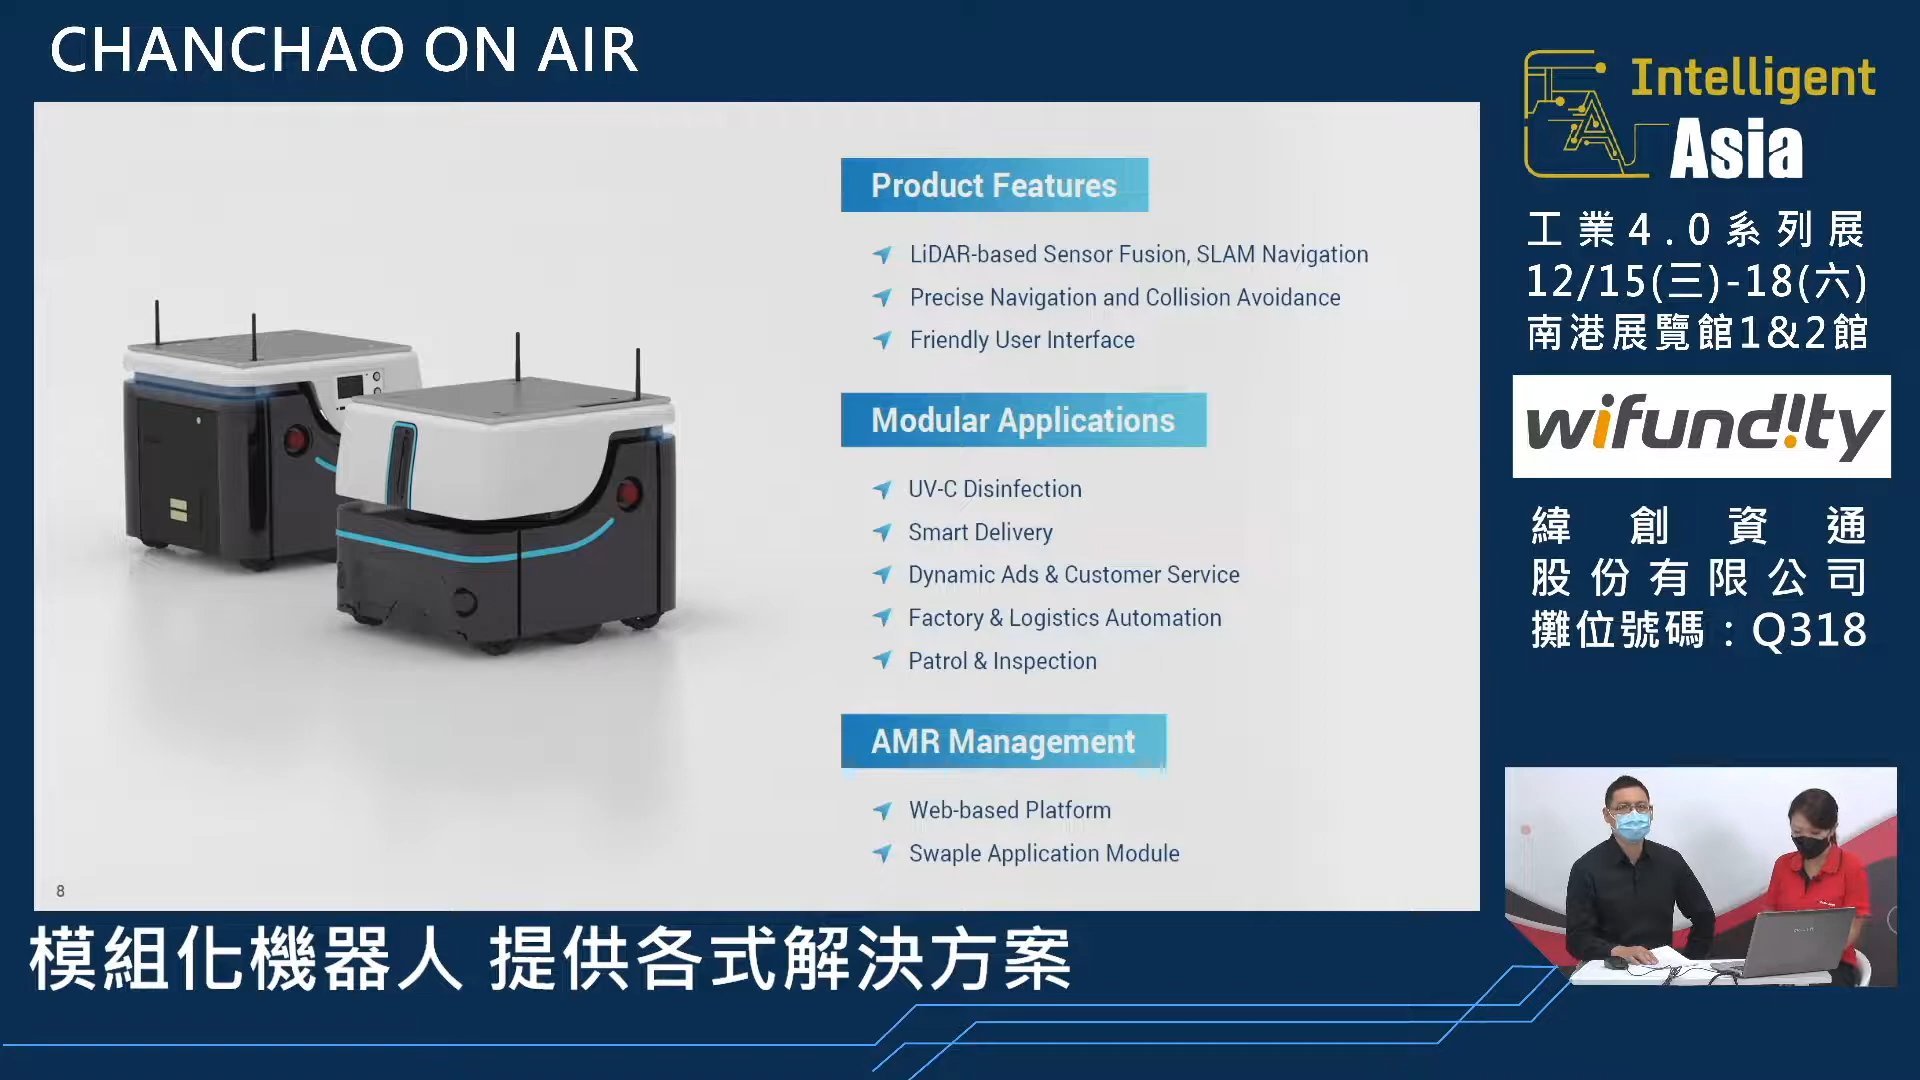 CHANCHAO ON AIR
Product Features
LiDAR-based Sensor Fusion, SLAM Navigation
Precise Navigation and Collision Avoidance
Friendly User Interface
Modular Applications
UV-C Disinfection
Smart Delivery
Dynamic Ads & Customer Service
Factory & Logistics Automation
Patrol & Inspection
AMR Management
Web-based Platform
Swaple Application Module
8
模組化機器人 提供各式解決方案
Intelligent
Asia
工業4.0系列展
12/15(三)-18(六)
南港展覽館1&2館
wifund!ty
緯創資通
股份有限公司
攤位號碼：Q318